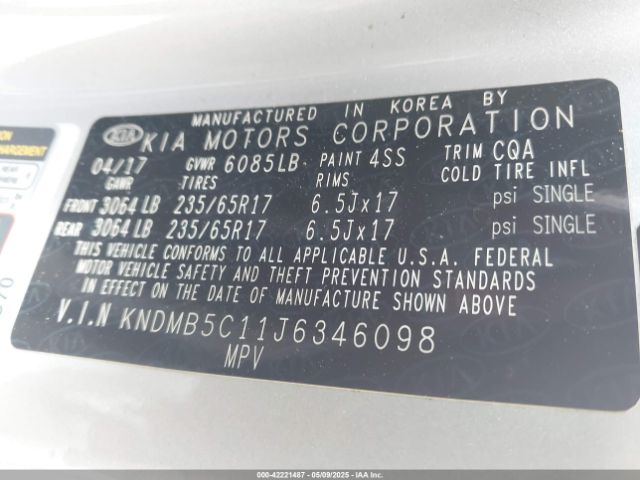 MANUFACTURED IN KOREA BY
KIA KIA MOTORS CORPORATION
04/17 GVWR 6085LB PAINT 4SS TRIM CQA
GAWR TIRES RIMS COLD TIRE INFL
FRONT 3064 LB 235/65R17 6.5Jx17 psi SINGLE
REAR 3064 LB 235/65R17 6.5Jx17 psi SINGLE
THIS VEHICLE CONFORMS TO ALL APPLICABLE U.S.A. FEDERAL
MOTOR VEHICLE SAFETY AND THEFT PREVENTION STANDARDS
IN EFFECT ON THE DATE OF MANUFACTURE SHOWN ABOVE
V.I.N KNDMB5C11J6346098
MPV
000-42221487 - 05/09/2025 - IAAI.COM